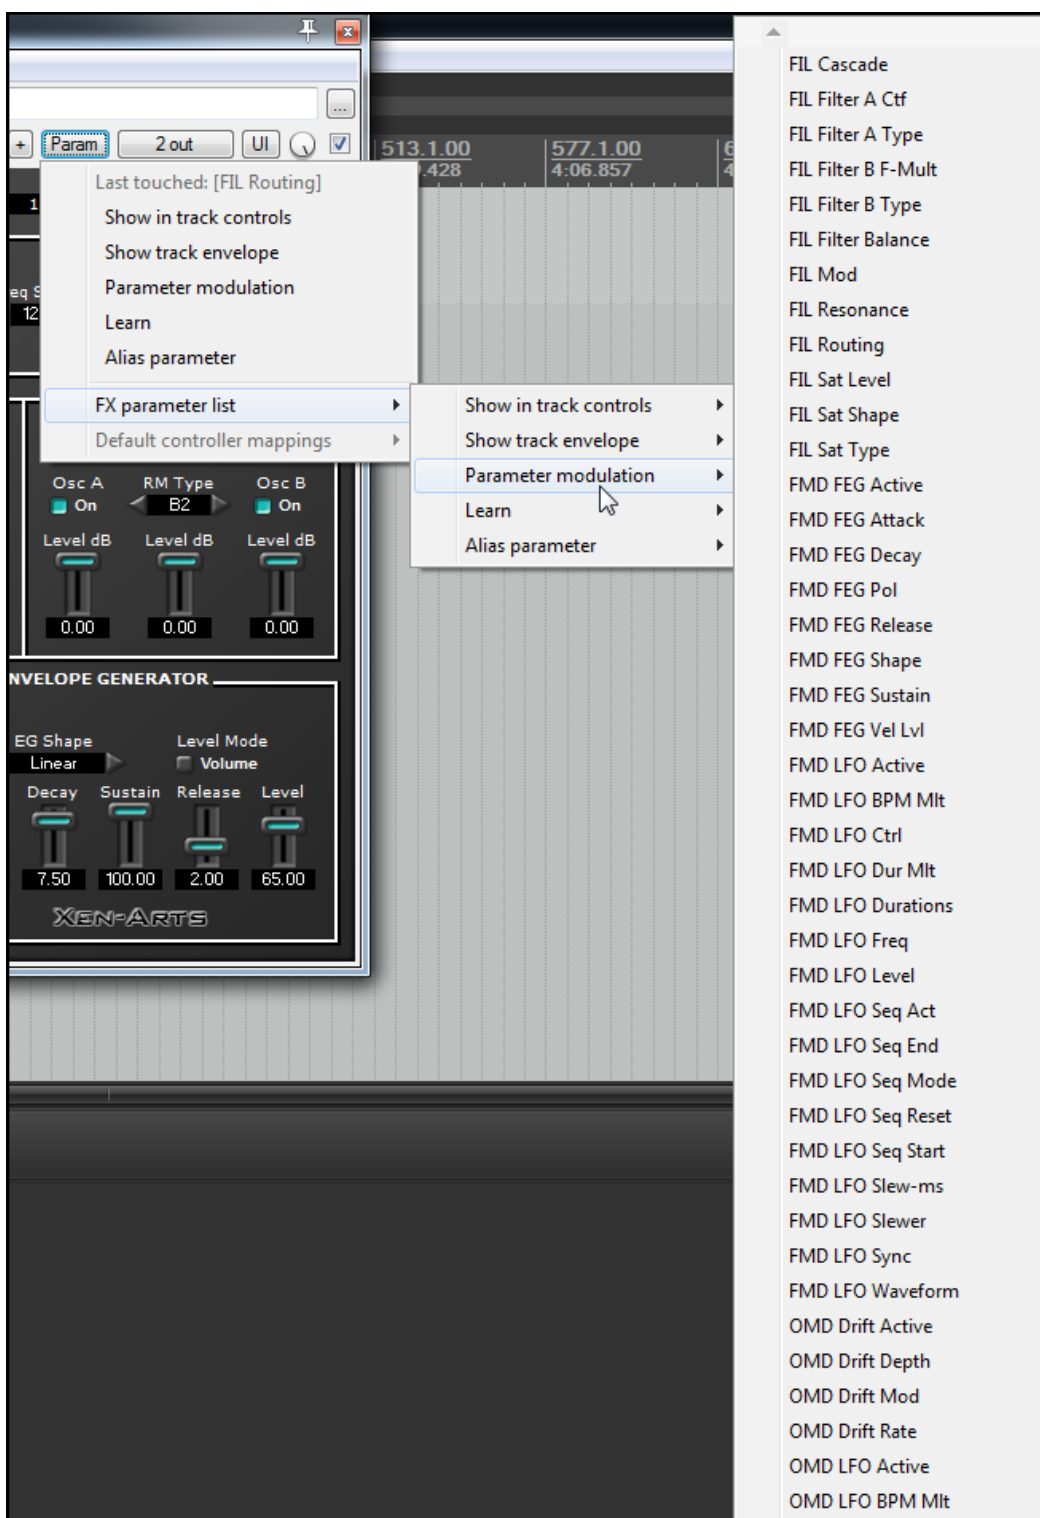 ...
+ Param 2 out UI
513.1.00 577.1.00 6
.428 4:06.857 4
Last touched: [FIL Routing]
Show in track controls
Show track envelope
Parameter modulation
Learn
Alias parameter
FX parameter list
Default controller mappings
1
eq S
12
Show in track controls
Show track envelope
Parameter modulation
Learn
Alias parameter
Osc A RM Type Osc B
On B2 On
Level dB Level dB Level dB
0.00 0.00 0.00
NVELOPE GENERATOR
EG Shape Level Mode
Linear Volume
Decay Sustain Release Level
7.50 100.00 2.00 65.00
XEN-ARTS
FIL Cascade
FIL Filter A Ctf
FIL Filter A Type
FIL Filter B F-Mult
FIL Filter B Type
FIL Filter Balance
FIL Mod
FIL Resonance
FIL Routing
FIL Sat Level
FIL Sat Shape
FIL Sat Type
FMD FEG Active
FMD FEG Attack
FMD FEG Decay
FMD FEG Pol
FMD FEG Release
FMD FEG Shape
FMD FEG Sustain
FMD FEG Vel Lvl
FMD LFO Active
FMD LFO BPM Mlt
FMD LFO Ctrl
FMD LFO Dur Mlt
FMD LFO Durations
FMD LFO Freq
FMD LFO Level
FMD LFO Seq Act
FMD LFO Seq End
FMD LFO Seq Mode
FMD LFO Seq Reset
FMD LFO Seq Start
FMD LFO Slew-ms
FMD LFO Slewer
FMD LFO Sync
FMD LFO Waveform
OMD Drift Active
OMD Drift Depth
OMD Drift Mod
OMD Drift Rate
OMD LFO Active
OMD LFO BPM Mlt